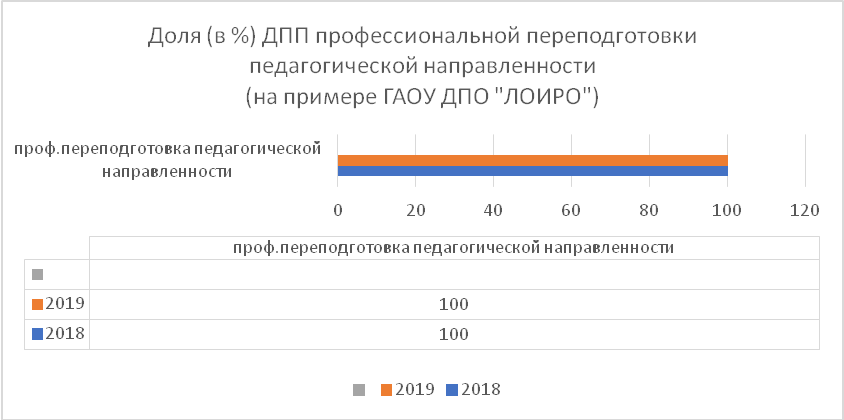 Доля (в %) ДПП профессиональной переподготовки
педагогической направленности
(на примере ГАОУ ДПО "ЛОИРО")
проф.переподготовка педагогической
направленности
0 20 40 60 80 100 120
проф.переподготовка педагогической направленности
2019 100
2018 100
2019 2018